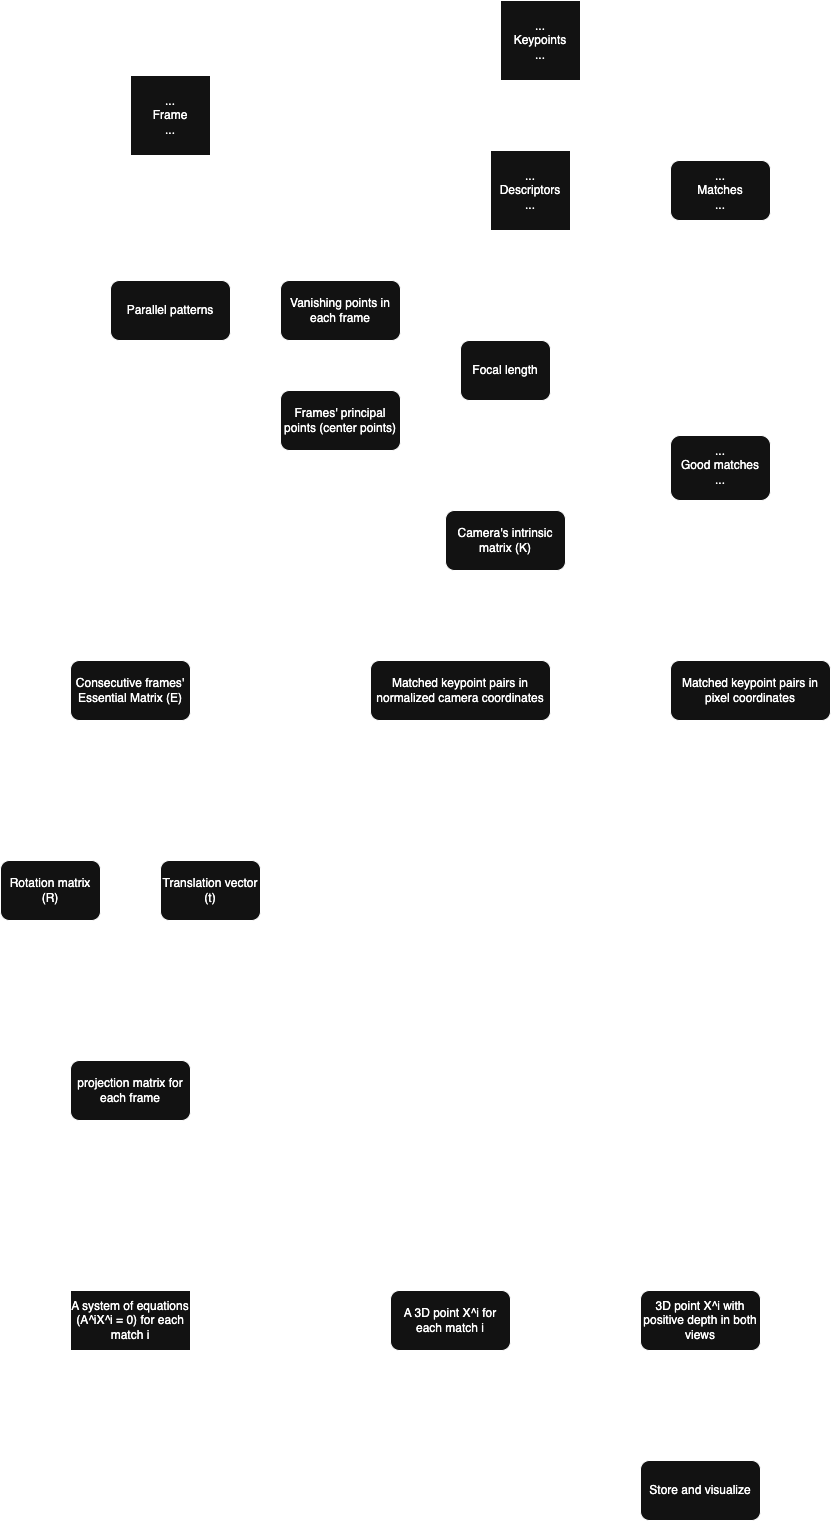 ...
Keypoints
...
...
Frame
...
...
Descriptors
...
...
Matches
...
Parallel patterns
Vanishing points in
each frame
Focal length
Frames' principal
points (center points)
...
Good matches
...
Camera's intrinsic
matrix (K)
Consecutive frames'
Essential Matrix (E)
Matched keypoint pairs in
normalized camera coordinates
Matched keypoint pairs in
pixel coordinates
Rotation matrix
(R)
Translation vector
(t)
projection matrix for
each frame
A system of equations
(A^iX^i = 0) for each
match i
A 3D point X^i for
each match i
3D point X^i with
positive depth in both
views
Store and visualize